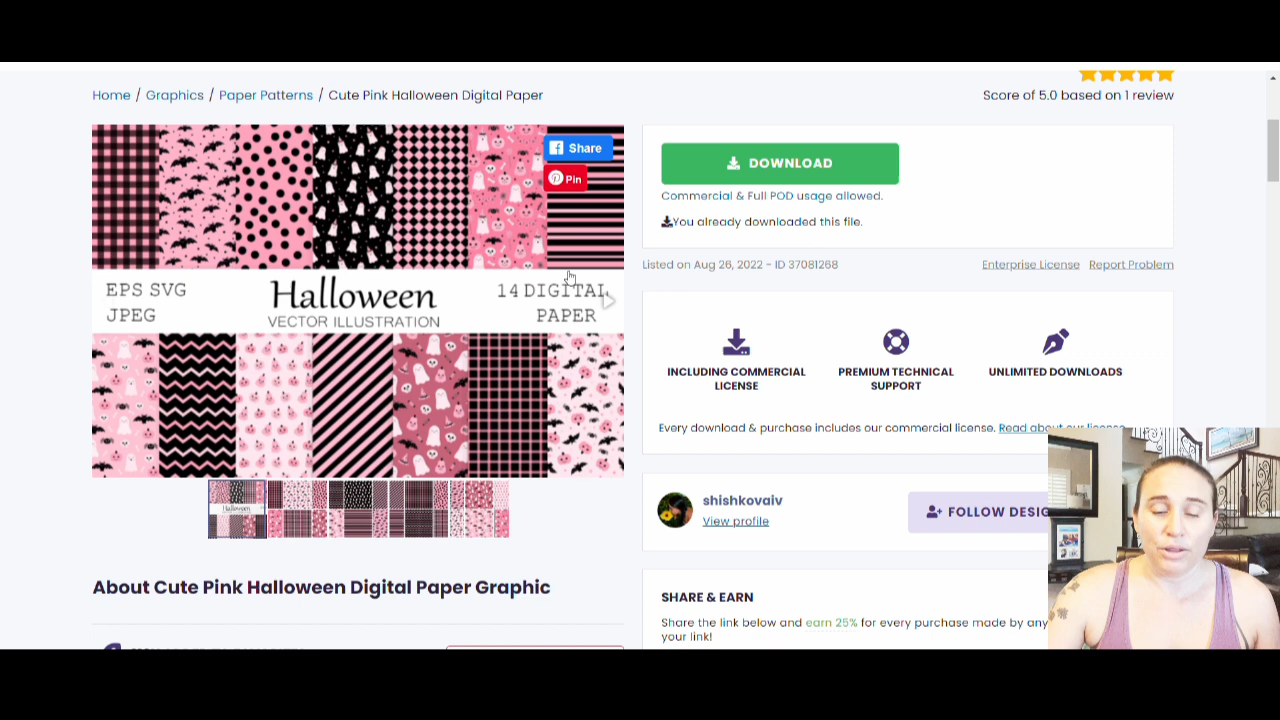 Home / Graphics / Paper Patterns / Cute Pink Halloween Digital Paper
Score of 5.0 based on 1 review
Share
Pin
EPS SVG
JPEG
Halloween
VECTOR ILLUSTRATION
14 DIGITAL
PAPER
DOWNLOAD
Commercial & Full POD usage allowed.
You already downloaded this file.
Listed on Aug 26, 2022 - ID 37081268
Enterprise License
Report Problem
INCLUDING COMMERCIAL
LICENSE
PREMIUM TECHNICAL
SUPPORT
UNLIMITED DOWNLOADS
Every download & purchase includes our commercial license. Read about our license.
shishkovaiv
View profile
FOLLOW DESIG
SHARE & EARN
Share the link below and earn 25% for every purchase made by any
your link!
About Cute Pink Halloween Digital Paper Graphic